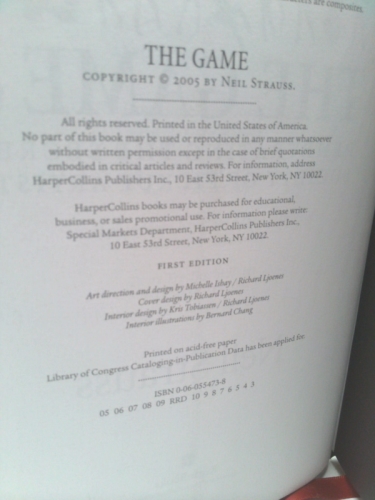 are composites.
THE GAME
COPYRIGHT © 2005 BY NEIL STRAUSS.
All rights reserved. Printed in the United States of America.
No part of this book may be used or reproduced in any manner whatsoever
without written permission except in the case of brief quotations
embodied in critical articles and reviews. For information, address
HarperCollins Publishers Inc., 10 East 53rd Street, New York, NY 10022.
HarperCollins books may be purchased for educational,
business, or sales promotional use. For information please write:
Special Markets Department, HarperCollins Publishers Inc.,
10 East 53rd Street, New York, NY 10022.
FIRST EDITION
Art direction and design by Michelle Ishay / Richard Ljoenes
Cover design by Richard Ljoenes
Interior design by Kris Tobiassen / Richard Ljoenes
Interior illustrations by Bernard Chang
Printed on acid-free paper
Library of Congress Cataloging-in-Publication Data has been applied for.
ISBN 0-06-055473-8
05 06 07 08 09 RRD 10 9 8 7 6 5 4 3